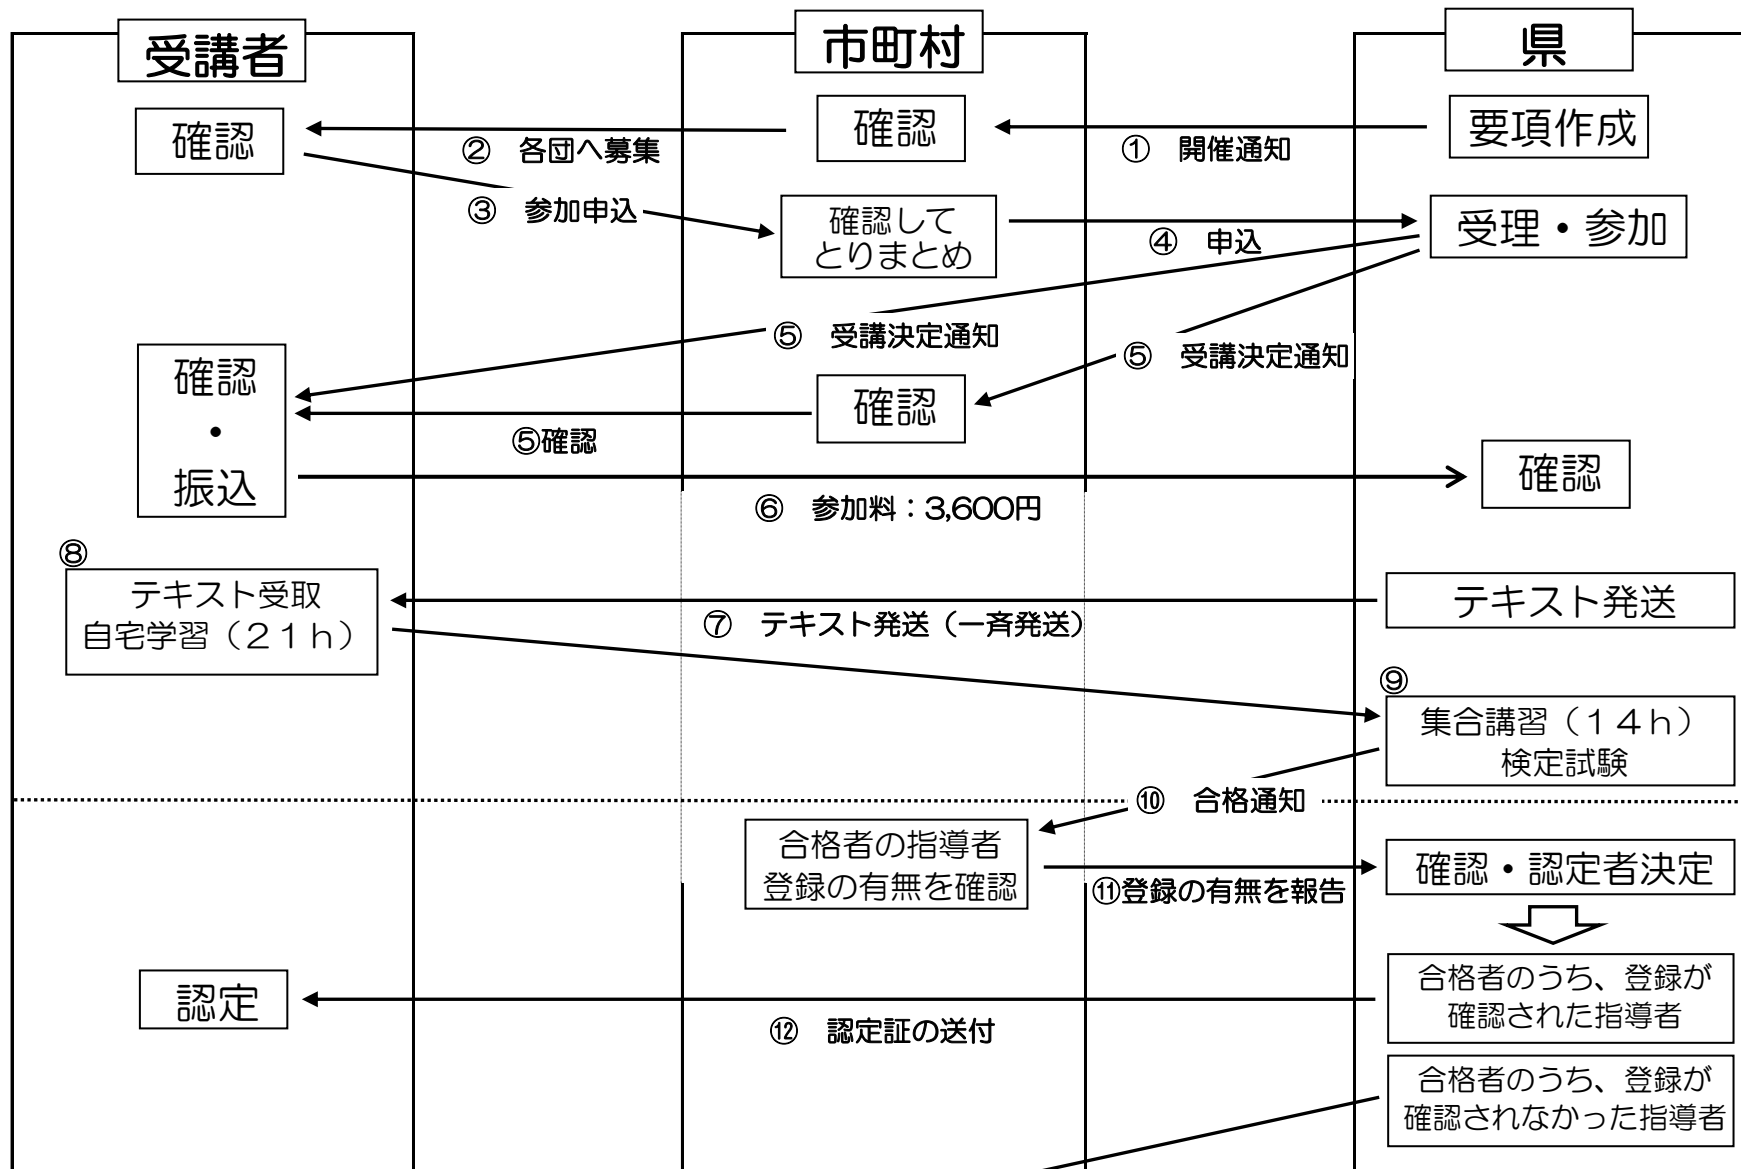 受講者
市町村
県
確認
確認
要項作成
② 各団へ募集
① 開催通知
③ 参加申込
確認して
とりまとめ
④ 申込
受理・参加
⑤ 受講決定通知
⑤ 受講決定通知
確認
・
振込
確認
⑤確認
確認
⑥ 参加料：3,600円
⑧
テキスト受取
自宅学習（２１ｈ）
⑦ テキスト発送（一斉発送）
テキスト発送
⑨
集合講習（１４ｈ）
検定試験
⑩ 合格通知
合格者の指導者
登録の有無を確認
⑪登録の有無を報告
確認・認定者決定
認定
⑫ 認定証の送付
合格者のうち、登録が
確認された指導者
合格者のうち、登録が
確認されなかった指導者